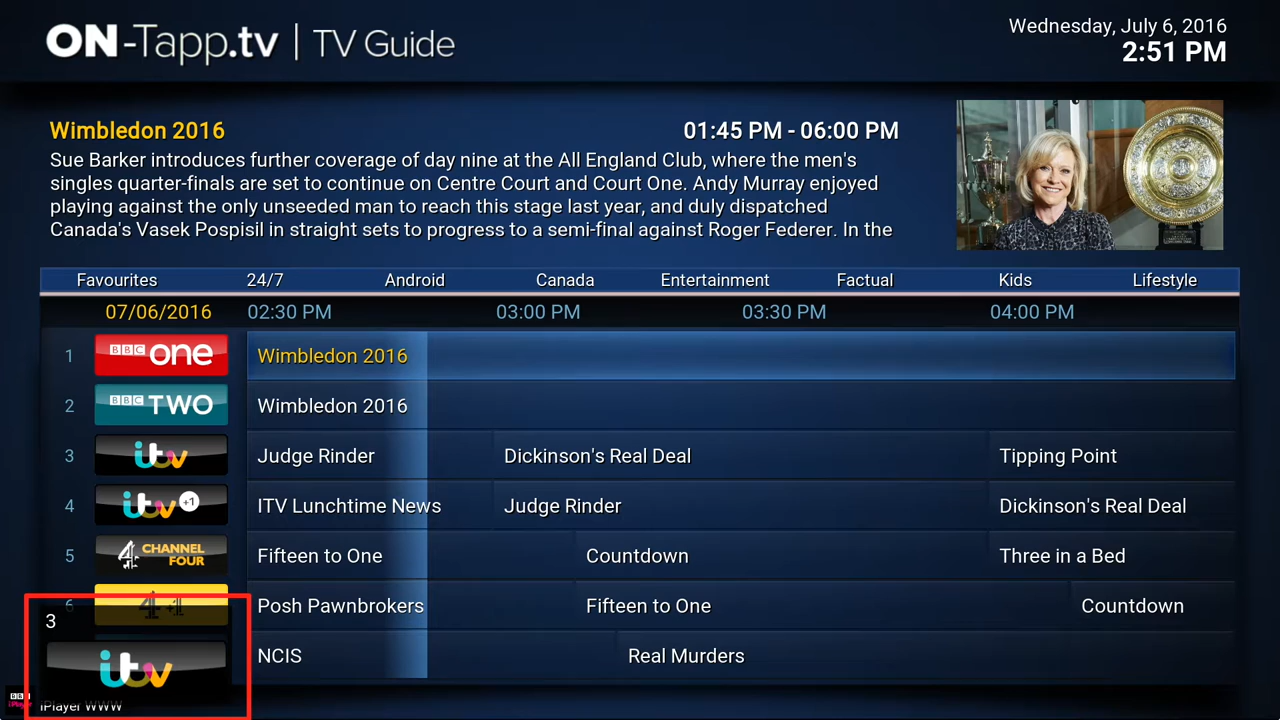 ON-Tapp.tv | TV Guide
Wednesday, July 6, 2016
2:51 PM
Wimbledon 2016
01:45 PM - 06:00 PM
Sue Barker introduces further coverage of day nine at the All England Club, where the men's
singles quarter-finals are set to continue on Centre Court and Court One. Andy Murray enjoyed
playing against the only unseeded man to reach this stage last year, and duly dispatched
Canada's Vasek Pospisil in straight sets to progress to a semi-final against Roger Federer. In the
Favourites 24/7 Android Canada Entertainment Factual Kids Lifestyle
07/06/2016 02:30 PM 03:00 PM 03:30 PM 04:00 PM
1 BBC one Wimbledon 2016
2 BBC TWO Wimbledon 2016
3 itv Judge Rinder Dickinson's Real Deal Tipping Point
4 itv +1 ITV Lunchtime News Judge Rinder Dickinson's Real Deal
5 4 CHANNEL FOUR Fifteen to One Countdown Three in a Bed
6 4 +1 Posh Pawnbrokers Fifteen to One Countdown
3
itv NCIS Real Murders
BBC iPlayer iPlayer WWW